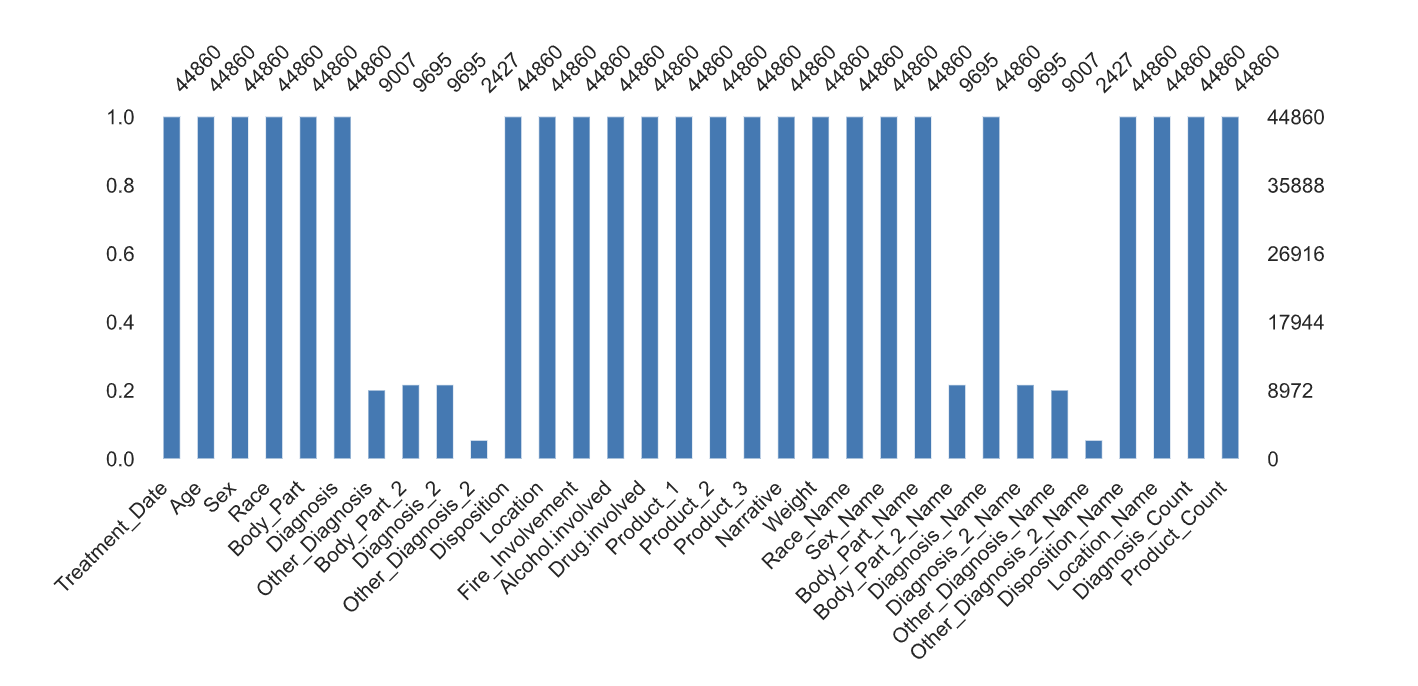 44860
44860
44860
44860
44860
44860
9007
9695
9695
2427
44860
44860
44860
44860
44860
44860
44860
44860
44860
44860
44860
44860
44860
9695
44860
9695
9007
2427
44860
44860
44860
44860
1.0
0.8
0.6
0.4
0.2
0.0
44860
35888
26916
17944
8972
0
Treatment_Date
Age
Sex
Race
Body_Part
Diagnosis
Other_Diagnosis
Body_Part_2
Diagnosis_2
Other_Diagnosis_2
Disposition
Location
Fire_Involvement
Alcohol.involved
Drug.involved
Product_1
Product_2
Product_3
Narrative
Weight
Race_Name
Sex_Name
Body_Part_Name
Body_Part_2_Name
Diagnosis_Name
Diagnosis_2_Name
Other_Diagnosis_Name
Other_Diagnosis_2_Name
Disposition_Name
Location_Name
Diagnosis_Count
Product_Count